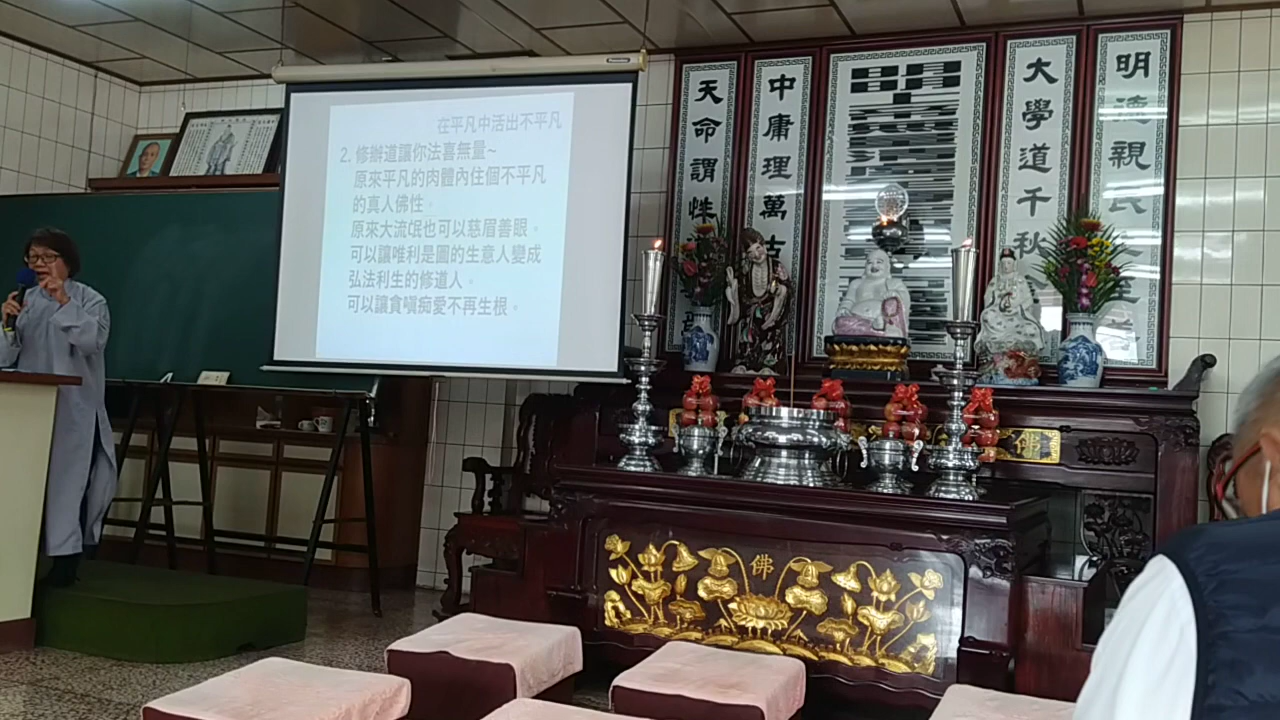 在平凡中活出不平凡
2. 修辦道讓你法喜無量~
原來平凡的肉體內住個不平凡
的真人佛性。
原來大流氓也可以慈眉善眼。
可以讓唯利是圖的生意人變成
弘法利生的修道人。
可以讓貪嗔痴愛不再生根。
明德親民至
大學道千秋
中庸理萬古
天命謂性
佛
佛